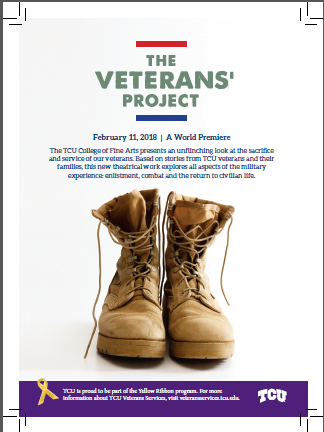 THE
VETERANS'
PROJECT
February 11, 2018 | A World Premiere
The TCU College of Fine Arts presents an unflinching look at the sacrifice
and service of our veterans. Based on stories from TCU veterans and their
families, this new theatrical work explores all aspects of the military
experience: enlistment, combat and the return to civilian life.
TCU is proud to be part of the Yellow Ribbon program. For more
information about TCU Veterans Services, visit veteransservices.tcu.edu.
TCU